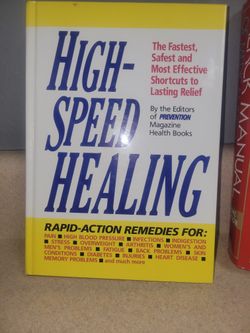 HIGH-
SPEED
HEALING
The Fastest,
Safest and
Most Effective
Shortcuts to
Lasting Relief
By the Editors
of PREVENTION
Magazine
Health Books
RAPID-ACTION REMEDIES FOR:
PAIN ■ HIGH BLOOD PRESSURE ■ INFECTIONS ■ INDIGESTION
■ STRESS ■ OVERWEIGHT ■ ARTHRITIS ■ WOMEN'S AND
MEN'S PROBLEMS ■ FATIGUE ■ BACK PROBLEMS ■ SKIN
CONDITIONS ■ DIABETES ■ INJURIES ■ HEART DISEASE ■
MEMORY PROBLEMS ■ and much more
MANUAL